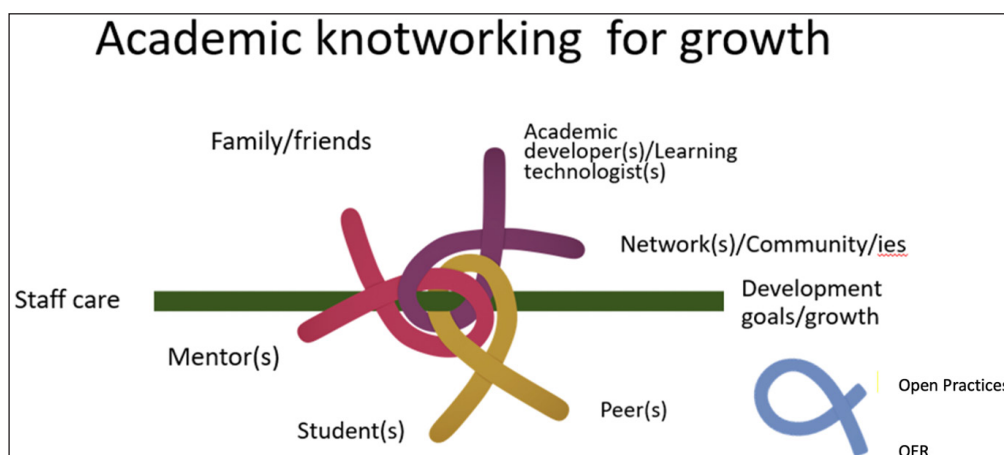 Academic knotworking for growth
Family/friends
Academic
developer(s)/Learning
technologist(s)
Network(s)/Community/ies
Staff care
Development
goals/growth
Mentor(s)
Open Practices
Peer(s)
Student(s)
OER